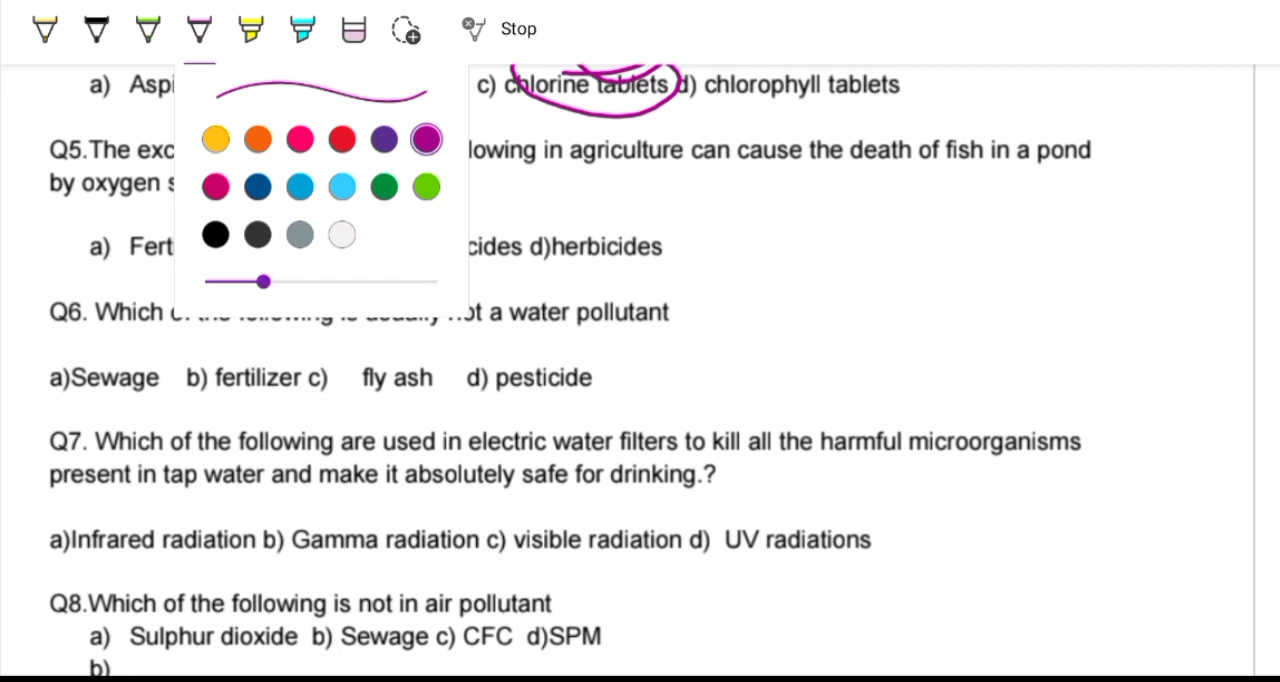 Stop
a) Aspi c) chlorine tablets d) chlorophyll tablets
Q5.The exc lowing in agriculture can cause the death of fish in a pond
by oxygen s
a) Fert cides d)herbicides
Q6. Which a water pollutant
a)Sewage b) fertilizer c) fly ash d) pesticide
Q7. Which of the following are used in electric water filters to kill all the harmful microorganisms
present in tap water and make it absolutely safe for drinking.?
a)Infrared radiation b) Gamma radiation c) visible radiation d) UV radiations
Q8.Which of the following is not in air pollutant
a) Sulphur dioxide b) Sewage c) CFC d)SPM
b)